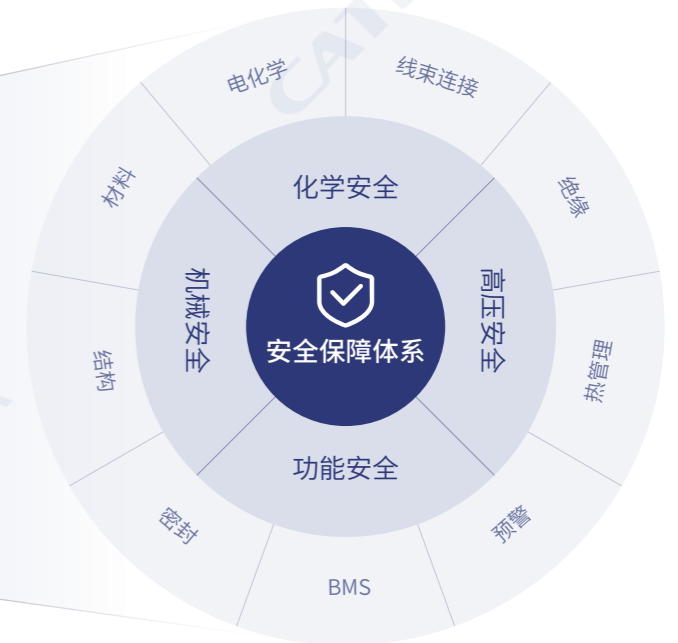 电化学
线束连接
绝缘
热管理
预警
BMS
密封
结构
材料
化学安全
高压安全
功能安全
机械安全
安全保障体系